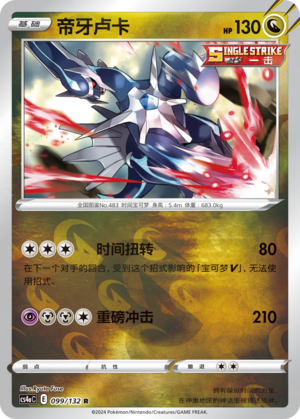 基础 帝牙卢卡 HP 130
SINGLE STRIKE
一击
全国图鉴No.483 时间宝可梦 身高：5.4m 体重：683.0kg
时间扭转 80
在下一个对手的回合，受到这个招式影响的「宝可梦V」，无法
使用招式。
重磅冲击 210
弱点 抵抗力 撤退
Illus.Ryuta Fuse
cs4aC E 099/132 R
©2024 Pokémon/Nintendo/Creatures/GAME FREAK.